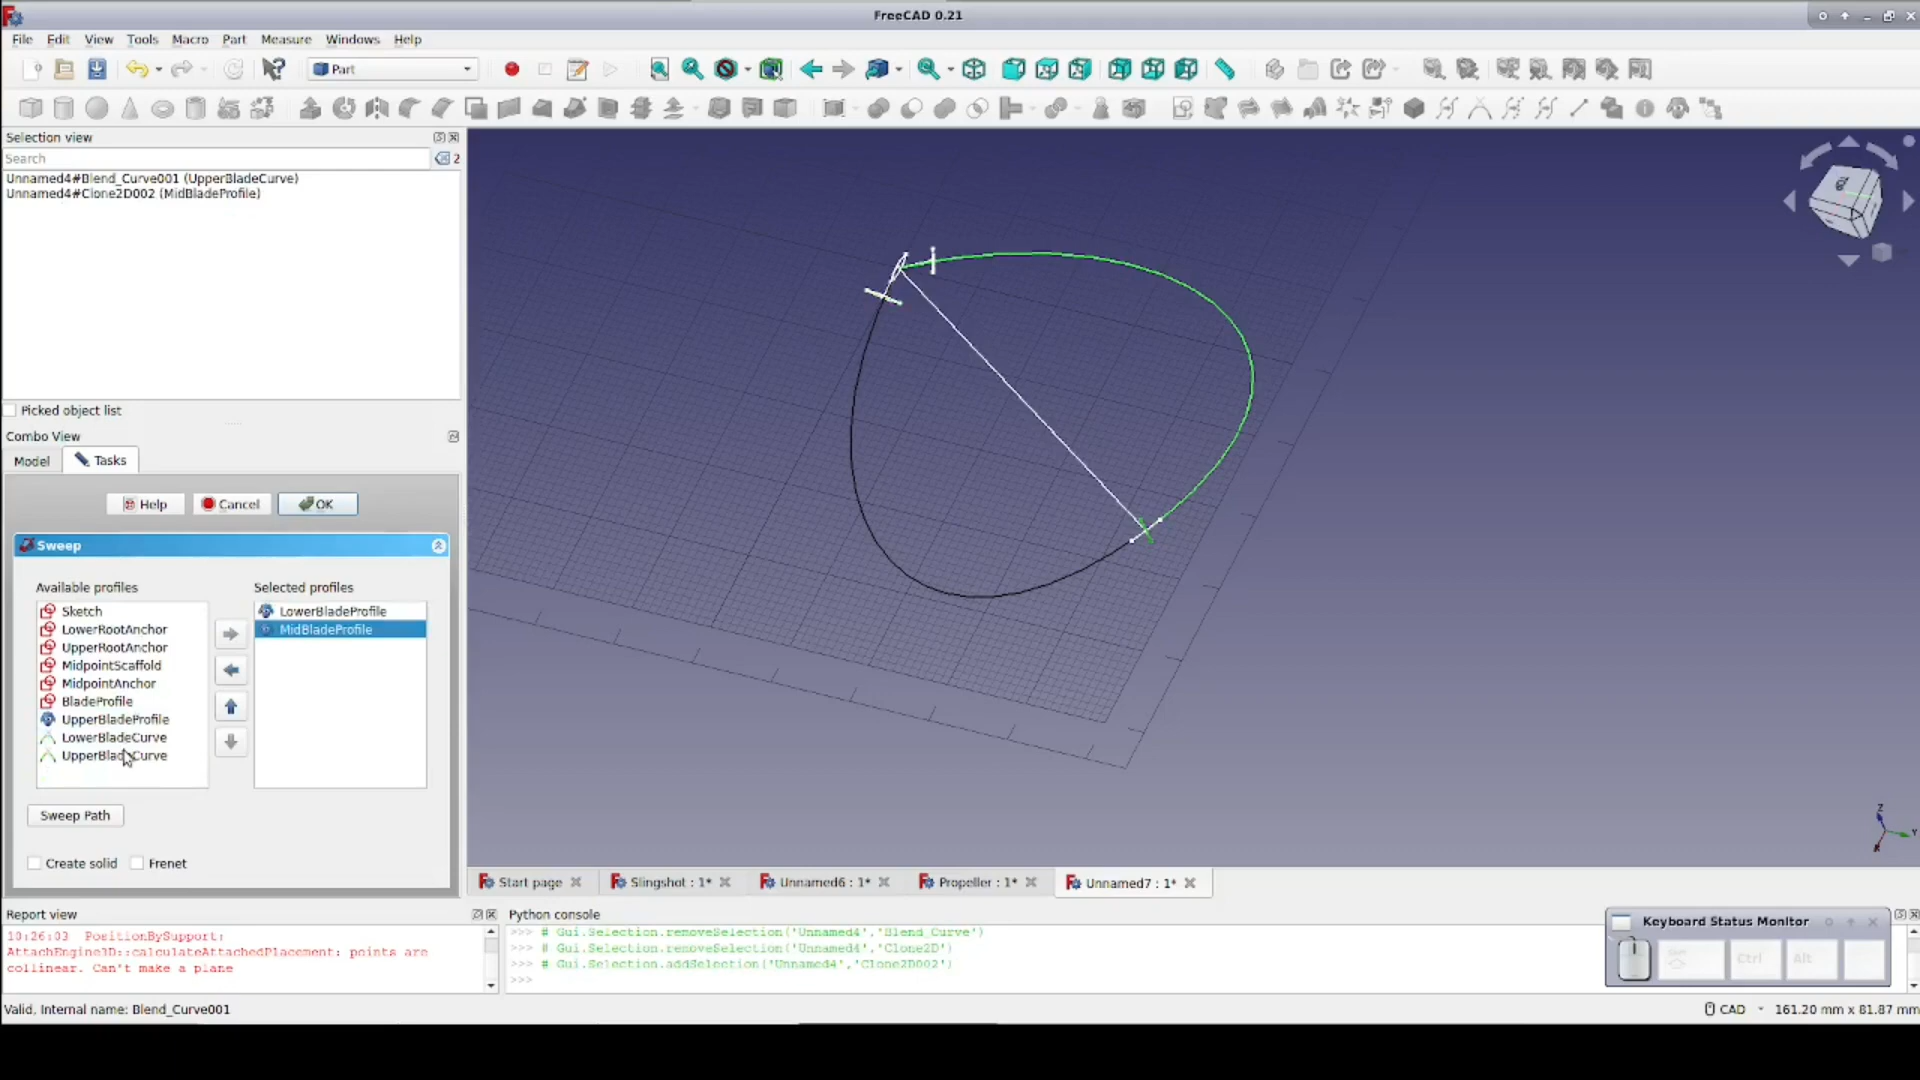 FreeCAD 0.21
File Edit View Tools Macro Part Measure Windows Help
Part
Selection view
Search
2
Unnamed4#Blend_Curve001 (UpperBladeCurve)
Unnamed4#Clone2D002 (MidBladeProfile)
Picked object list
Combo View
Model
Tasks
Help
Cancel
OK
Sweep
Available profiles
Selected profiles
Sketch
LowerRootAnchor
UpperRootAnchor
MidpointScaffold
MidpointAnchor
BladeProfile
UpperBladeProfile
LowerBladeCurve
UpperBladeCurve
LowerBladeProfile
MidBladeProfile
Sweep Path
Create solid
Frenet
Z
Y
Start page
Slingshot : 1*
Unnamed6 : 1*
Propeller : 1*
Unnamed7 : 1*
Report view
10:26:03 PositionBySupport:
AttachEngine3D::calculateAttachedPlacement: points are
collinear. Can't make a plane
Python console
>>> # Gui.Selection.removeSelection('Unnamed4','Blend_Curve')
>>> # Gui.Selection.removeSelection('Unnamed4','Clone2D')
>>> # Gui.Selection.addSelection('Unnamed4','Clone2D002')
>>>
Keyboard Status Monitor
Ctrl
Alt
Valid, Internal name: Blend_Curve001
CAD
161.20 mm x 81.87 mm